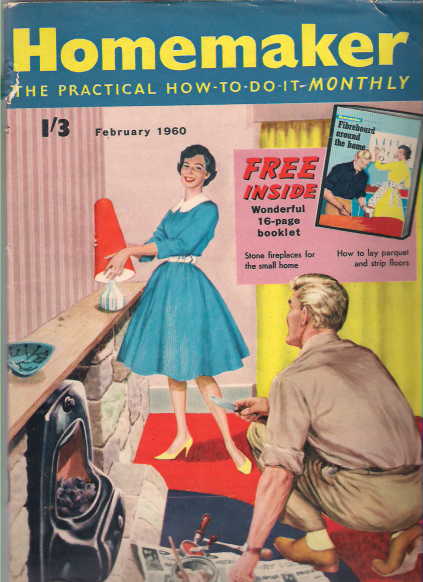 Homemaker
THE PRACTICAL HOW-TO-DO-IT-MONTHLY
1/3
February 1960
FREE
INSIDE
Wonderful
16-page
booklet
Fibreboard
around
the home
Stone fireplaces for
the small home
How to lay parquet
and strip floors